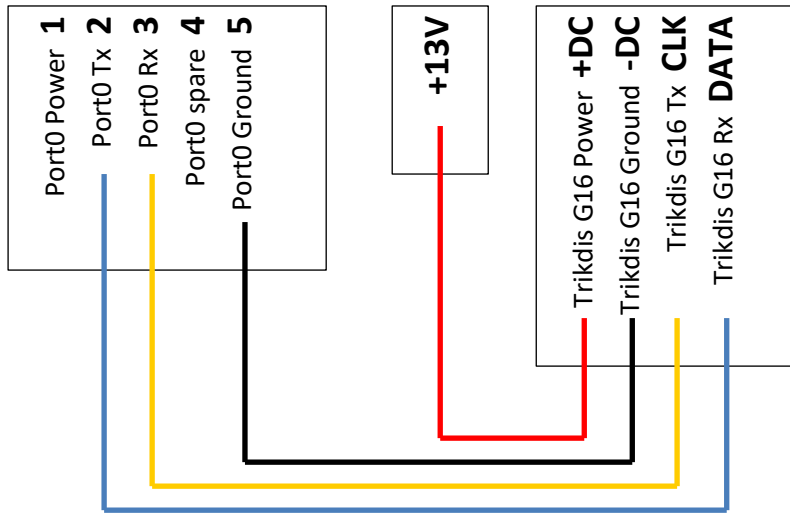 Port0 Power 1
Port0 Tx 2
Port0 Rx 3
Port0 spare 4
Port0 Ground 5
+13V
Trikdis G16 Power +DC
Trikdis G16 Ground -DC
Trikdis G16 Tx CLK
Trikdis G16 Rx DATA